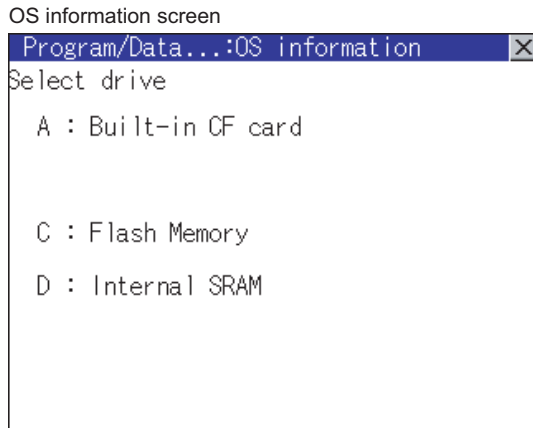 OS information screen
Program/Data...:OS information
Select drive
A : Built-in CF card
C : Flash Memory
D : Internal SRAM